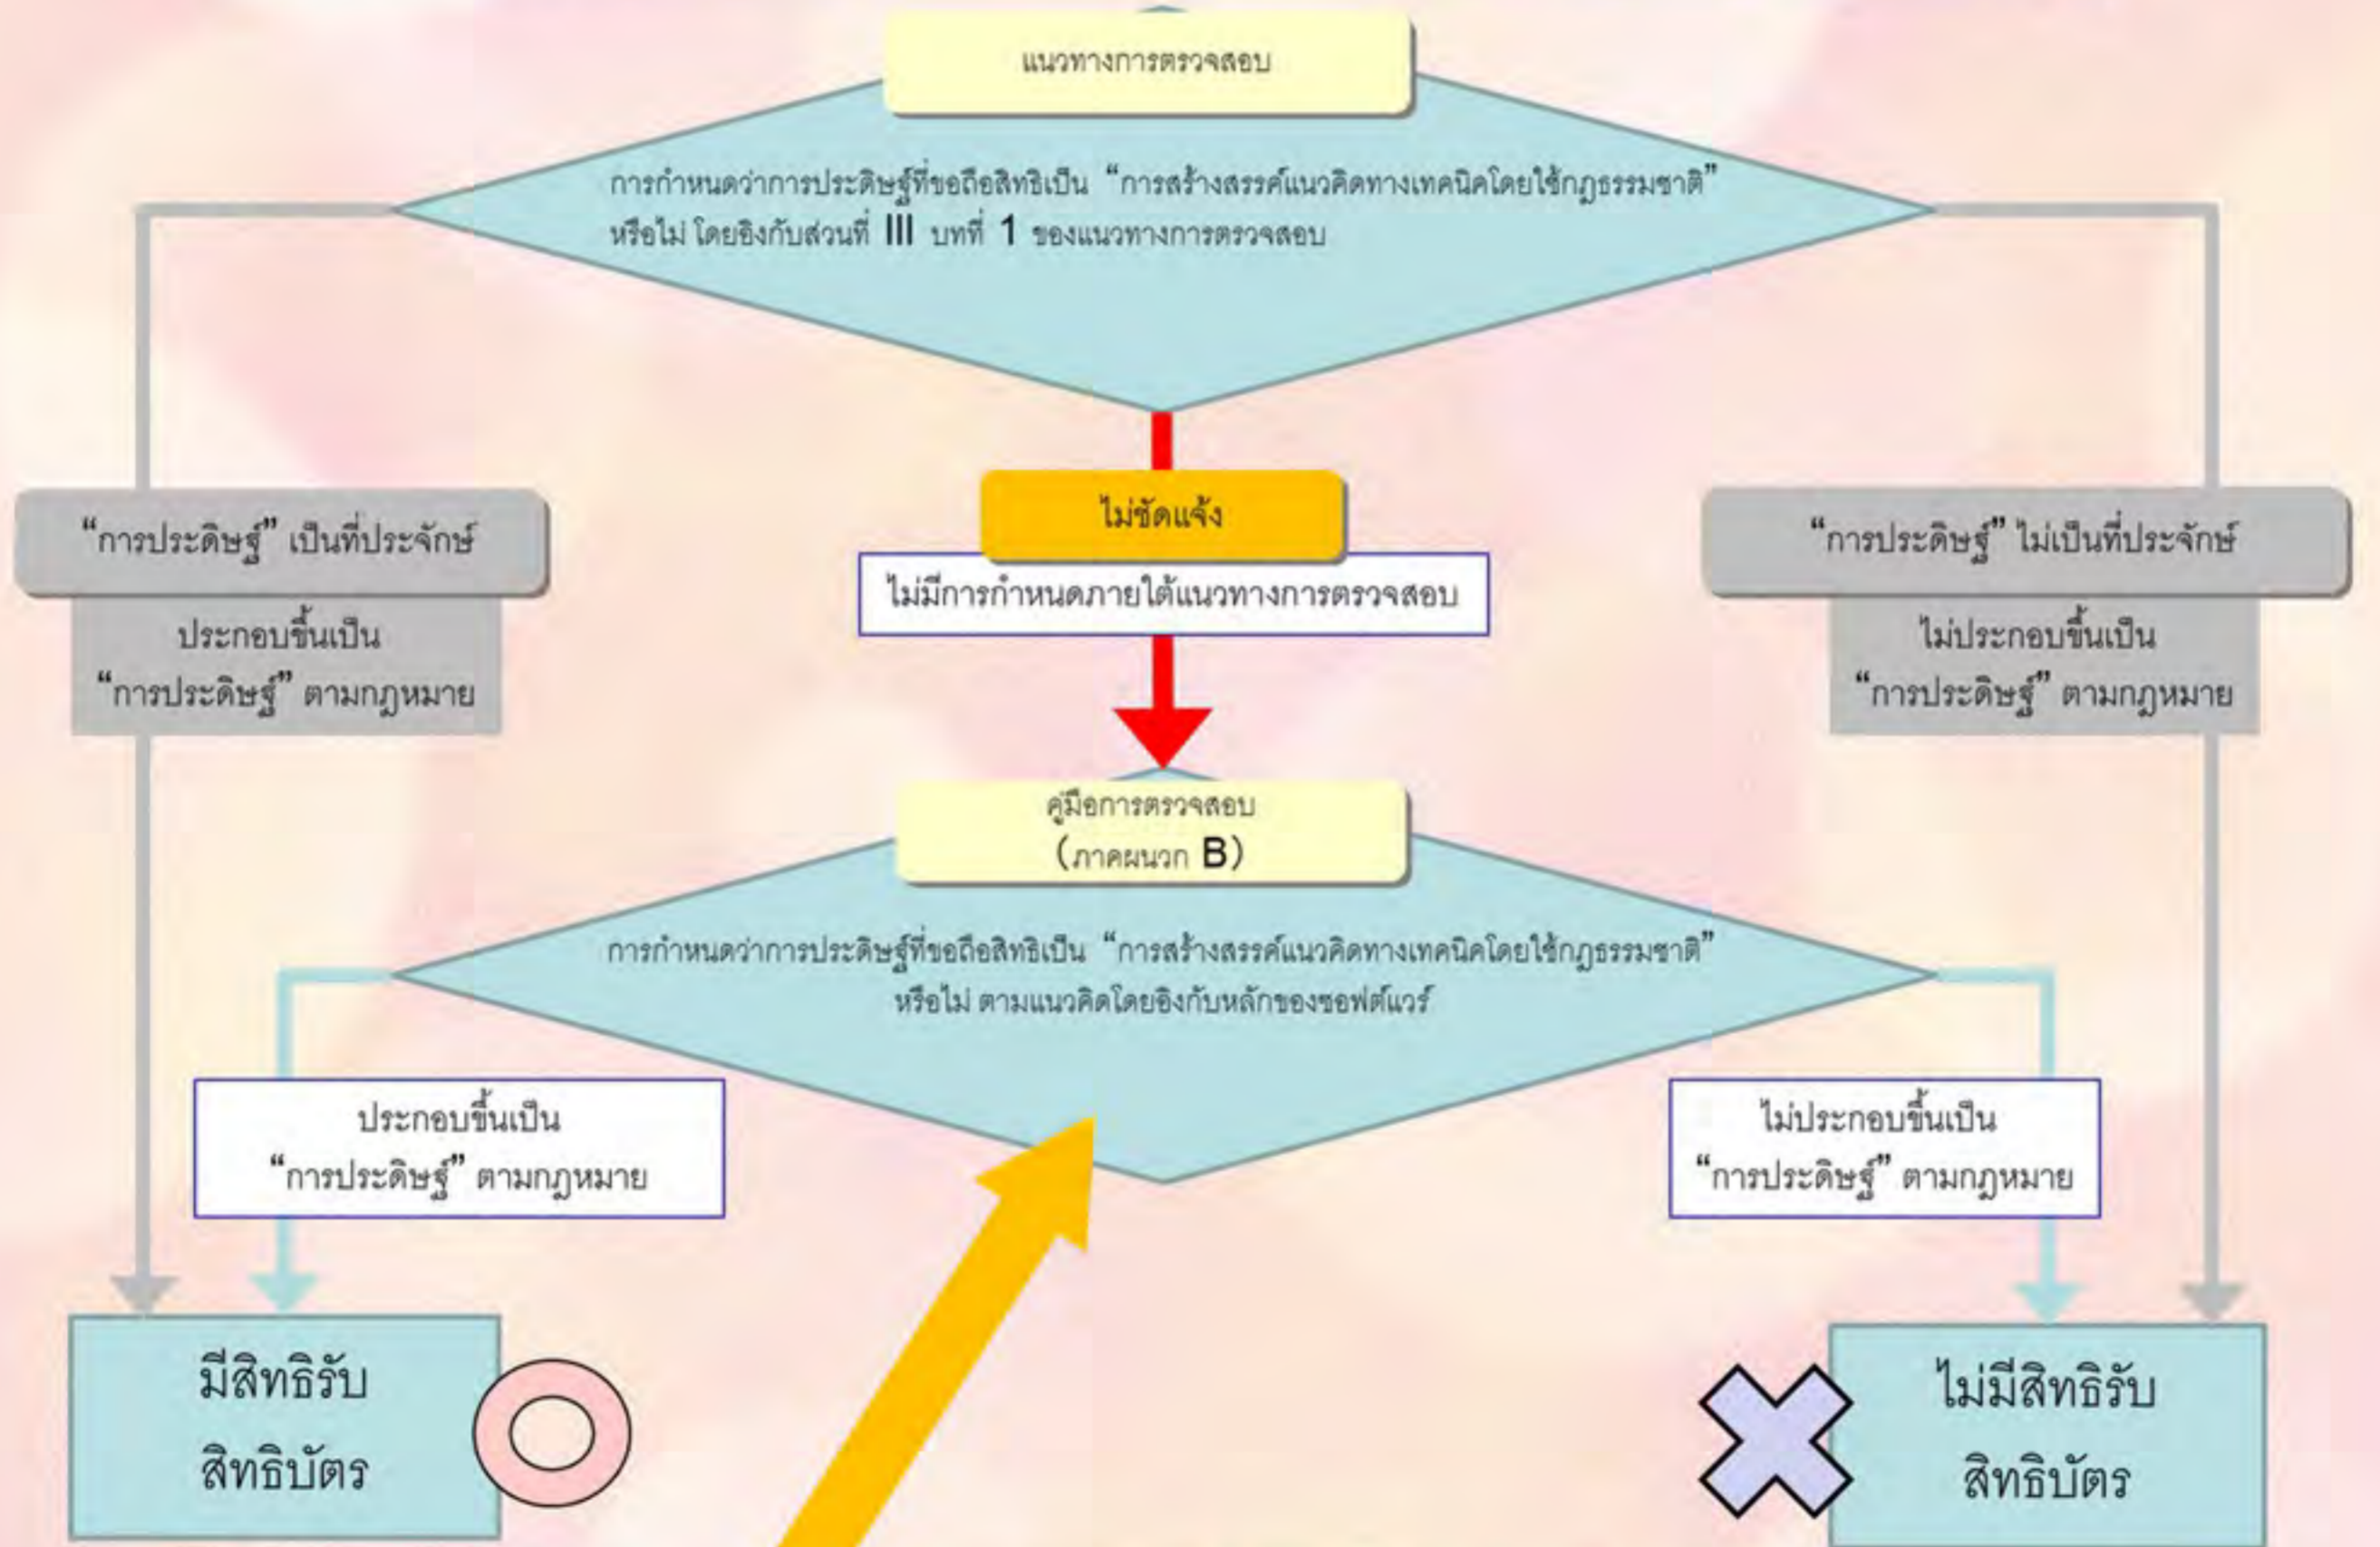 แนวทางการตรวจสอบ
การกำหนดว่าการประดิษฐ์ที่ขอถือสิทธิเป็น “การสร้างสรรค์แนวคิดทางเทคนิคโดยใช้กฎธรรมชาติ”
หรือไม่ โดยอิงกับส่วนที่ III บทที่ 1 ของแนวทางการตรวจสอบ
“การประดิษฐ์” เป็นที่ประจักษ์
ประกอบขึ้นเป็น
“การประดิษฐ์” ตามกฎหมาย
ไม่ชัดแจ้ง
ไม่มีการกำหนดภายใต้แนวทางการตรวจสอบ
“การประดิษฐ์” ไม่เป็นที่ประจักษ์
ไม่ประกอบขึ้นเป็น
“การประดิษฐ์” ตามกฎหมาย
คู่มือการตรวจสอบ
(ภาคผนวก B)
การกำหนดว่าการประดิษฐ์ที่ขอถือสิทธิเป็น “การสร้างสรรค์แนวคิดทางเทคนิคโดยใช้กฎธรรมชาติ”
หรือไม่ ตามแนวคิดโดยอิงกับหลักของซอฟต์แวร์
ประกอบขึ้นเป็น
“การประดิษฐ์” ตามกฎหมาย
ไม่ประกอบขึ้นเป็น
“การประดิษฐ์” ตามกฎหมาย
มีสิทธิรับ
สิทธิบัตร
ไม่มีสิทธิรับ
สิทธิบัตร